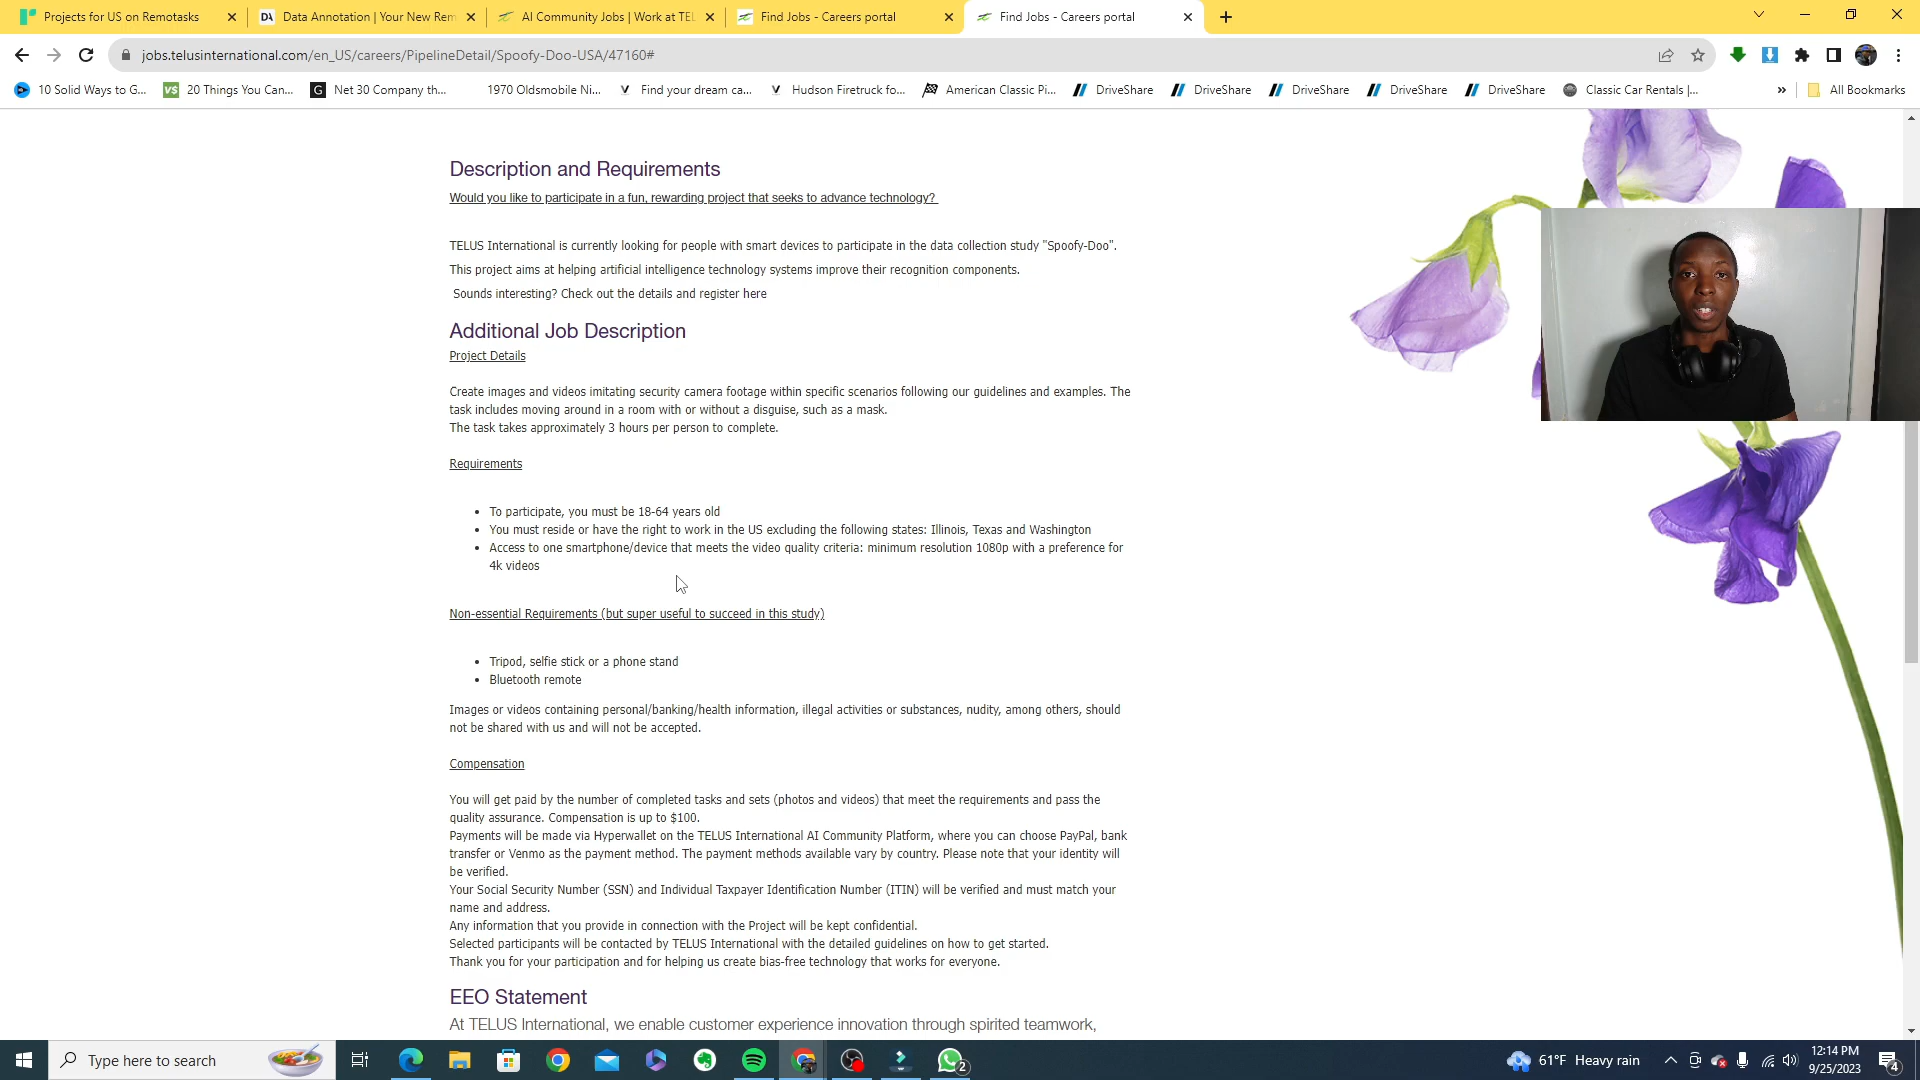 Projects for US on Remotasks
Data Annotation | Your New Rem
AI Community Jobs | Work at TEL
Find Jobs - Careers portal
Find Jobs - Careers portal
jobs.telusinternational.com/en_US/careers/PipelineDetail/Spoofy-Doo-USA/47160#
10 Solid Ways to G...
VS 20 Things You Can...
G Net 30 Company th...
1970 Oldsmobile Ni...
V Find your dream ca...
V Hudson Firetruck fo...
American Classic Pi...
DriveShare
DriveShare
DriveShare
DriveShare
DriveShare
Classic Car Rentals |...
»
All Bookmarks
Description and Requirements
Would you like to participate in a fun, rewarding project that seeks to advance technology?
TELUS International is currently looking for people with smart devices to participate in the data collection study "Spoofy-Doo".
This project aims at helping artificial intelligence technology systems improve their recognition components.
Sounds interesting? Check out the details and register here
Additional Job Description
Project Details
Create images and videos imitating security camera footage within specific scenarios following our guidelines and examples. The
task includes moving around in a room with or without a disguise, such as a mask.
The task takes approximately 3 hours per person to complete.
Requirements
• To participate, you must be 18-64 years old
• You must reside or have the right to work in the US excluding the following states: Illinois, Texas and Washington
• Access to one smartphone/device that meets the video quality criteria: minimum resolution 1080p with a preference for
4k videos
Non-essential Requirements (but super useful to succeed in this study)
• Tripod, selfie stick or a phone stand
• Bluetooth remote
Images or videos containing personal/banking/health information, illegal activities or substances, nudity, among others, should
not be shared with us and will not be accepted.
Compensation
You will get paid by the number of completed tasks and sets (photos and videos) that meet the requirements and pass the
quality assurance. Compensation is up to $100.
Payments will be made via Hyperwallet on the TELUS International AI Community Platform, where you can choose PayPal, bank
transfer or Venmo as the payment method. The payment methods available vary by country. Please note that your identity will
be verified.
Your Social Security Number (SSN) and Individual Taxpayer Identification Number (ITIN) will be verified and must match your
name and address.
Any information that you provide in connection with the Project will be kept confidential.
Selected participants will be contacted by TELUS International with the detailed guidelines on how to get started.
Thank you for your participation and for helping us create bias-free technology that works for everyone.
EEO Statement
At TELUS International, we enable customer experience innovation through spirited teamwork,
Type here to search
2
61°F Heavy rain
12:14 PM
9/25/2023
4